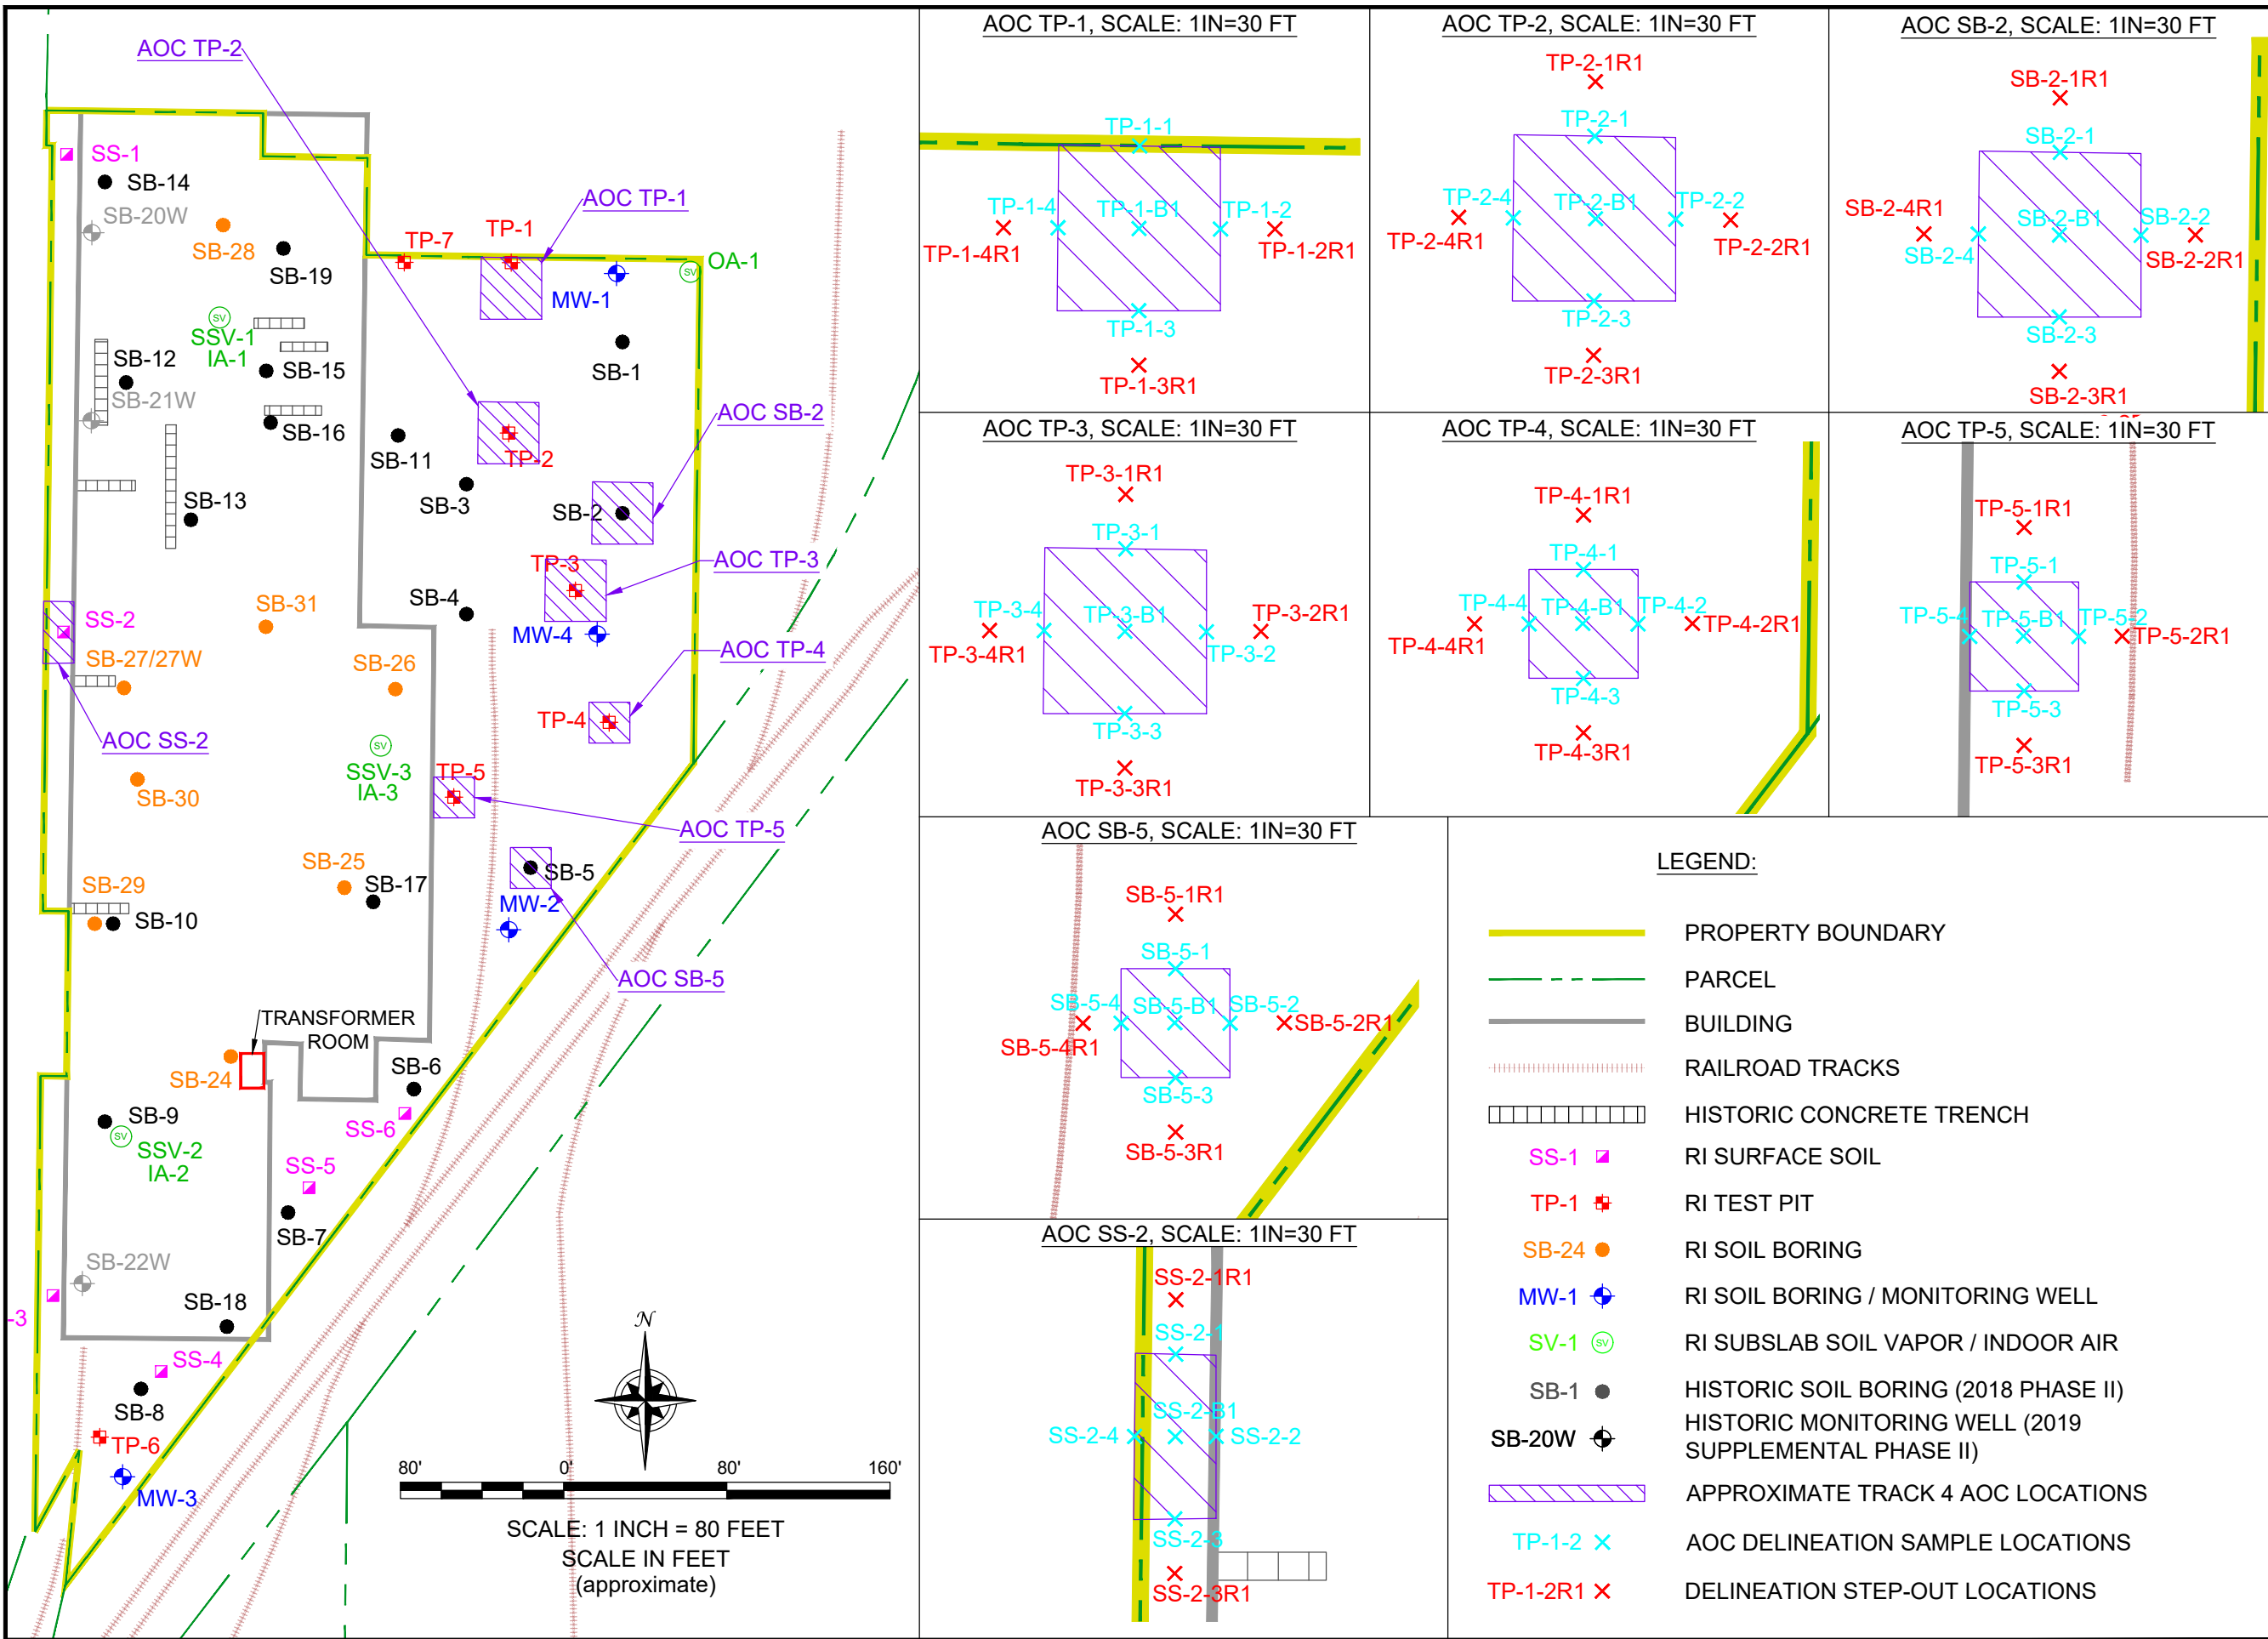 AOC TP-2
SS-1
SB-14
SB-20W
SB-28
SB-19
TP-7
TP-1
AOC TP-1
OA-1
SV
MW-1
SB-1
SV
SSV-1
IA-1
SB-12
SB-15
SB-21W
SB-16
SB-11
SB-3
TP-2
AOC SB-2
SB-13
SB-2
TP-3
AOC TP-3
SB-4
MW-4
SS-2
SB-31
SB-27/27W
SB-26
AOC TP-4
TP-4
AOC SS-2
SV
SSV-3
IA-3
SB-30
TP-5
AOC TP-5
SB-25
SB-17
SB-29
SB-10
SB-5
MW-2
AOC SB-5
TRANSFORMER
ROOM
SB-24
SB-6
SB-9
SV
SSV-2
IA-2
SS-6
SS-5
SB-7
SB-22W
SB-18
-3
SS-4
SB-8
TP-6
MW-3
N
80' 0' 80' 160'
SCALE: 1 INCH = 80 FEET
SCALE IN FEET
(approximate)
AOC TP-1, SCALE: 1IN=30 FT
TP-1-1
TP-1-4
TP-1-B1
TP-1-2
TP-1-4R1
TP-1-2R1
TP-1-3
TP-1-3R1
AOC TP-2, SCALE: 1IN=30 FT
TP-2-1R1
TP-2-1
TP-2-4
TP-2-B1
TP-2-2
TP-2-4R1
TP-2-2R1
TP-2-3
TP-2-3R1
AOC SB-2, SCALE: 1IN=30 FT
SB-2-1R1
SB-2-1
SB-2-4R1
SB-2-B1
SB-2-2
SB-2-4
SB-2-2R1
SB-2-3
SB-2-3R1
AOC TP-3, SCALE: 1IN=30 FT
TP-3-1R1
TP-3-1
TP-3-4
TP-3-B1
TP-3-2R1
TP-3-4R1
TP-3-2
TP-3-3
TP-3-3R1
AOC TP-4, SCALE: 1IN=30 FT
TP-4-1R1
TP-4-1
TP-4-4
TP-4-B1
TP-4-2
TP-4-2R1
TP-4-4R1
TP-4-3
TP-4-3R1
AOC TP-5, SCALE: 1IN=30 FT
TP-5-1R1
TP-5-1
TP-5-4
TP-5-B1
TP-5-2
TP-5-2R1
TP-5-3
TP-5-3R1
AOC SB-5, SCALE: 1IN=30 FT
SB-5-1R1
SB-5-1
SB-5-4
SB-5-B1
SB-5-2
SB-5-2R1
SB-5-4R1
SB-5-3
SB-5-3R1
AOC SS-2, SCALE: 1IN=30 FT
SS-2-1R1
SS-2-1
SS-2-B1
SS-2-4
SS-2-2
SS-2-3
SS-2-3R1
LEGEND:
PROPERTY BOUNDARY
PARCEL
BUILDING
RAILROAD TRACKS
HISTORIC CONCRETE TRENCH
SS-1 RI SURFACE SOIL
TP-1 RI TEST PIT
SB-24 RI SOIL BORING
MW-1 RI SOIL BORING / MONITORING WELL
SV-1 SV RI SUBSLAB SOIL VAPOR / INDOOR AIR
SB-1 HISTORIC SOIL BORING (2018 PHASE II)
SB-20W HISTORIC MONITORING WELL (2019
SUPPLEMENTAL PHASE II)
APPROXIMATE TRACK 4 AOC LOCATIONS
TP-1-2 AOC DELINEATION SAMPLE LOCATIONS
TP-1-2R1 DELINEATION STEP-OUT LOCATIONS